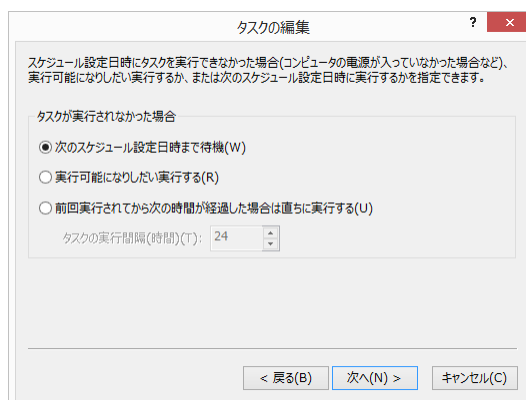 タスクの編集
?
×
スケジュール設定日時にタスクを実行できなかった場合(コンピュータの電源が入っていなかった場合など)、
実行可能になりしだい実行するか、または次のスケジュール設定日時に実行するかを指定できます。
タスクが実行されなかった場合
次のスケジュール設定日時まで待機(W)
実行可能になりしだい実行する(R)
前回実行されてから次の時間が経過した場合は直ちに実行する(U)
タスクの実行間隔(時間)(T): 24
< 戻る(B) 次へ(N) > キャンセル(C)